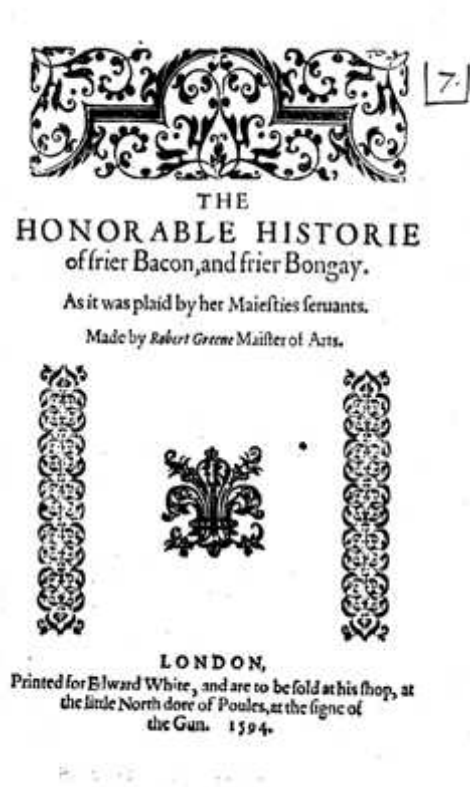 7.
THE
HONORABLE HISTORIE
of frier Bacon, and frier Bongay.
As it was plaid by her Maieſties ſeruants.
Made by Robert Greene Maiſter of Arts.
LONDON,
Printed for Edward White, and are to be ſold at his ſhop, at
the little North dore of Poules, at the ſigne of
the Gun. 1594.